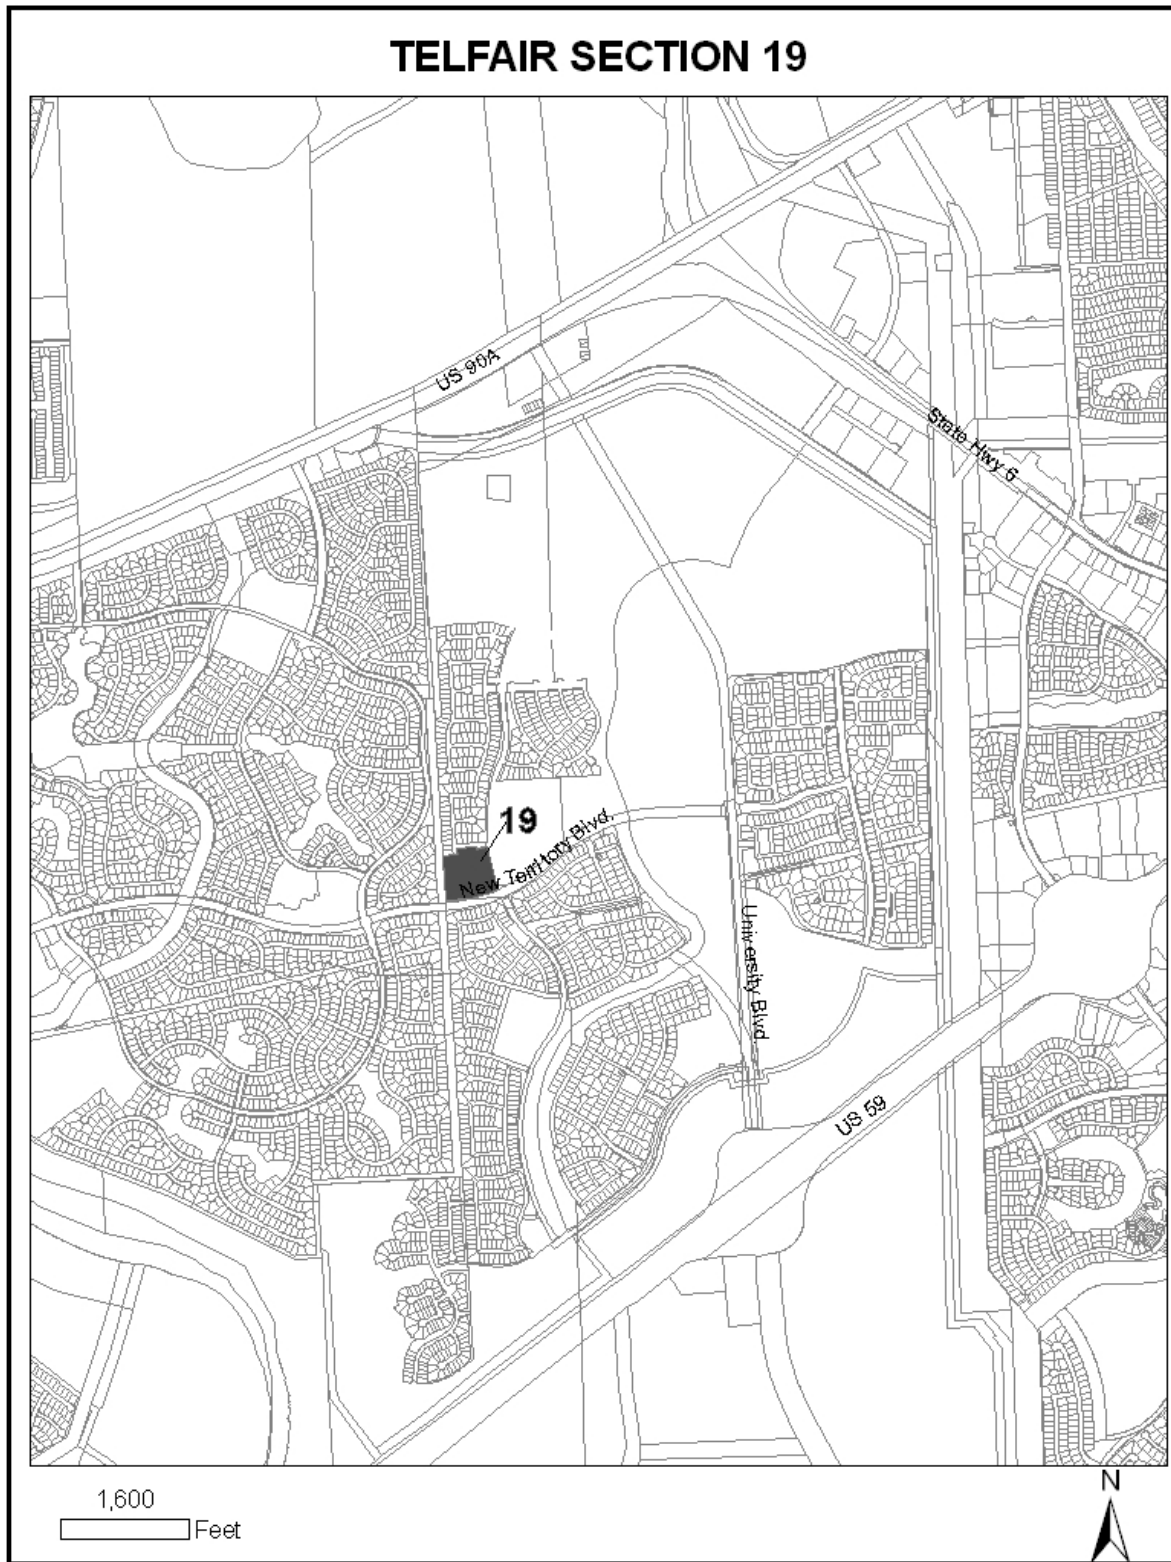 TELFAIR SECTION 19
US 90A
State Hwy 6
19
New Territory Blvd.
University Blvd
US 59
1,600
Feet
N